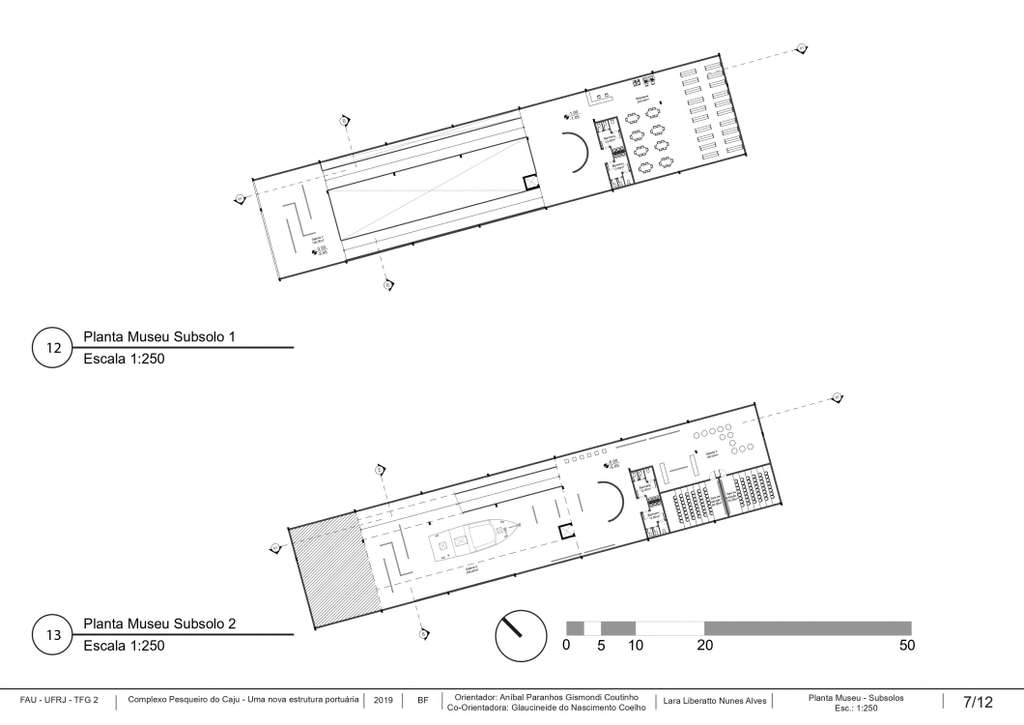 12
Planta Museu Subsolo 1
Escala 1:250
13
Planta Museu Subsolo 2
Escala 1:250
0 5 10 20 50
FAU - UFRJ - TFG 2
Complexo Pesqueiro do Caju - Uma nova estrutura portuária
2019
BF
Orientador: Aníbal Paranhos Gismondi Coutinho
Co-Orientadora: Glaucineide do Nascimento Coelho
Lara Liberatto Nunes Alves
Planta Museu - Subsolos
Esc.: 1:250
7/12